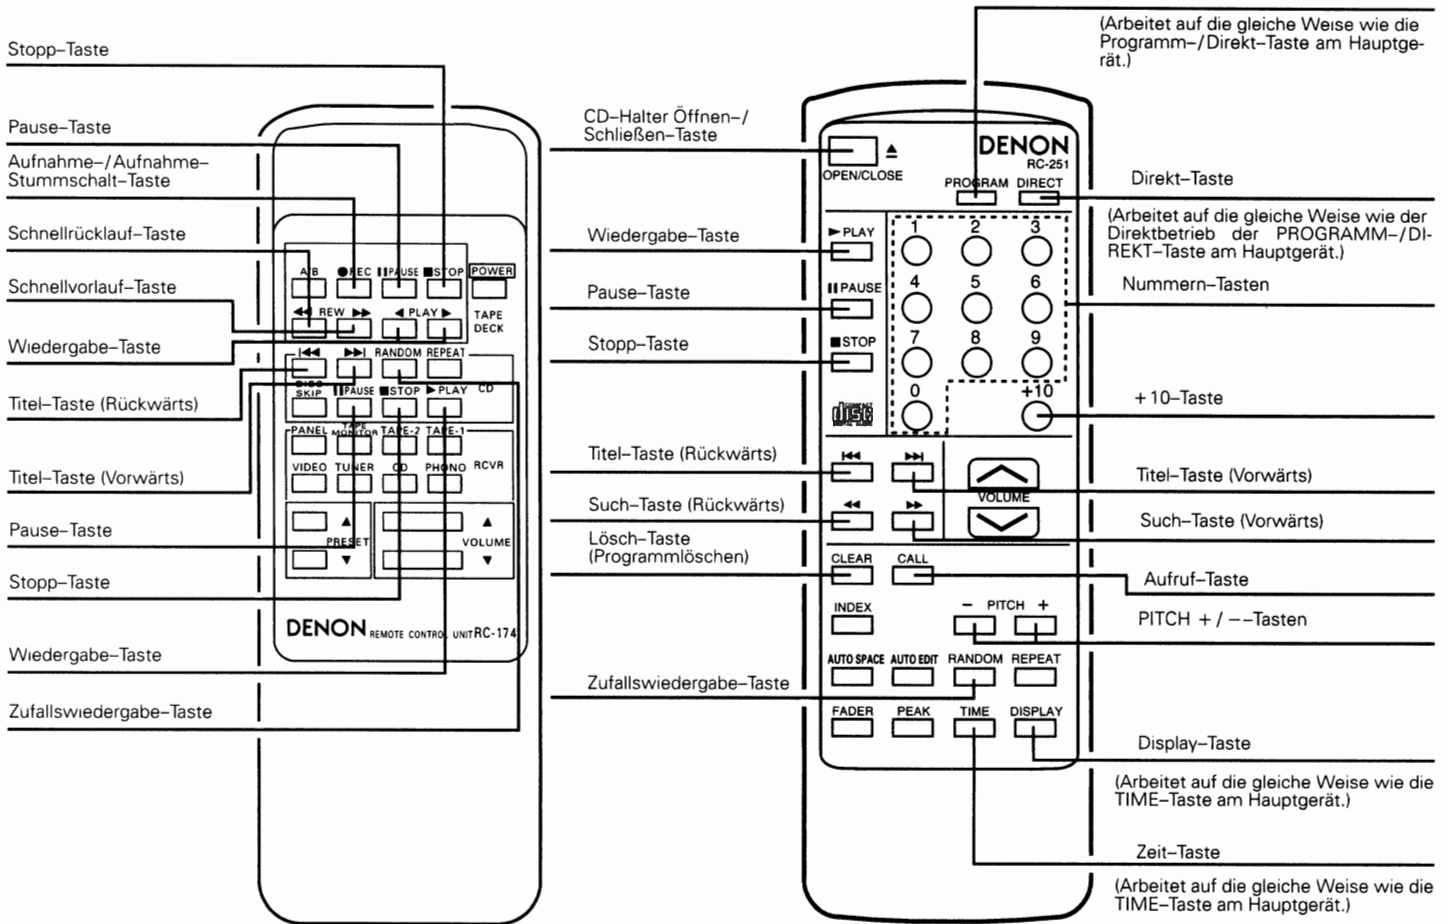 Stopp–Taste
Pause–Taste
Aufnahme–/Aufnahme–
Stummschalt–Taste
Schnellrücklauf–Taste
Schnellvorlauf–Taste
Wiedergabe–Taste
Titel–Taste (Rückwärts)
Titel–Taste (Vorwärts)
Pause–Taste
Stopp–Taste
Wiedergabe–Taste
Zufallswiedergabe–Taste
A/B ●REC ❙❙PAUSE ■STOP POWER
◀◀ REW ▶▶ ◀ PLAY ▶ TAPE
DECK
|◀◀ ▶▶| RANDOM REPEAT
DISC
SKIP ❙❙PAUSE ■STOP ▶PLAY CD
PANEL TAPE
MONITOR TAPE-2 TAPE-1
VIDEO TUNER CD PHONO RCVR
▲ ▲
PRESET VOLUME
▼ ▼
DENON REMOTE CONTROL UNIT RC-174
CD–Halter Öffnen–/
Schließen–Taste
Wiedergabe–Taste
Pause–Taste
Stopp–Taste
Titel–Taste (Rückwärts)
Such–Taste (Rückwärts)
Lösch–Taste
(Programmlöschen)
Zufallswiedergabe–Taste
DENON
RC-251
▲
OPEN/CLOSE
PROGRAM DIRECT
▶PLAY 1 2 3
❙❙PAUSE 4 5 6
■STOP 7 8 9
0 +10
COMPACT
disc
DIGITAL AUDIO
|◀◀ ▶▶|
VOLUME
◀◀ ▶▶
CLEAR CALL
INDEX − PITCH +
AUTO SPACE AUTO EDIT RANDOM REPEAT
FADER PEAK TIME DISPLAY
(Arbeitet auf die gleiche Weise wie die
Programm–/Direkt–Taste am Hauptge-
rät.)
Direkt–Taste
(Arbeitet auf die gleiche Weise wie der
Direktbetrieb der PROGRAMM–/DI-
REKT–Taste am Hauptgerät.)
Nummern–Tasten
+10–Taste
Titel–Taste (Vorwärts)
Such–Taste (Vorwärts)
Aufruf–Taste
PITCH + / −–Tasten
Display–Taste
(Arbeitet auf die gleiche Weise wie die
TIME–Taste am Hauptgerät.)
Zeit–Taste
(Arbeitet auf die gleiche Weise wie die
TIME–Taste am Hauptgerät.)